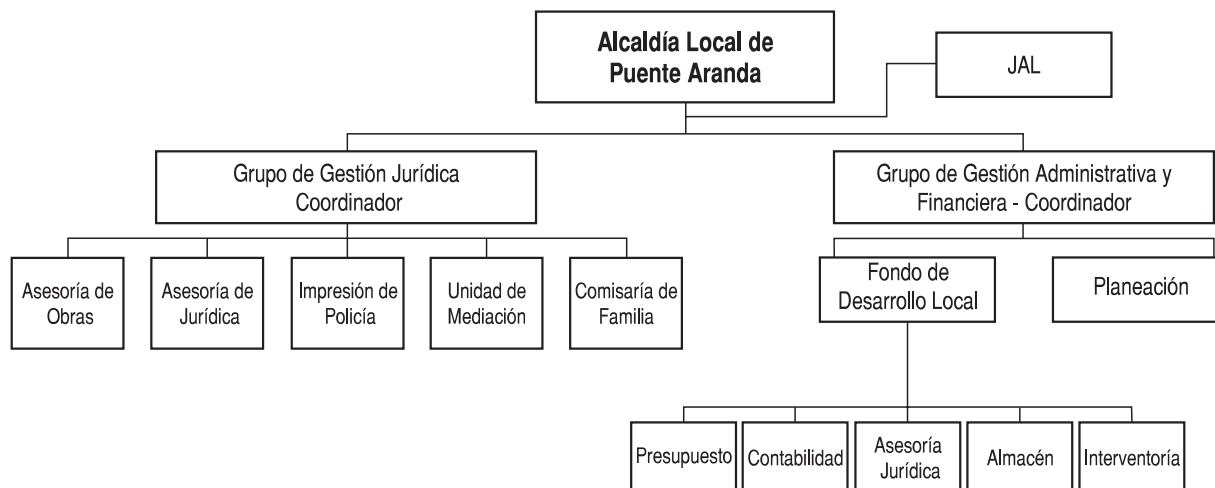 Alcaldía Local de
Puente Aranda
JAL
Grupo de Gestión Jurídica
Coordinador
Grupo de Gestión Administrativa y
Financiera - Coordinador
Asesoría de
Obras
Asesoría de
Jurídica
Impresión de
Policía
Unidad de
Mediación
Comisaría de
Familia
Fondo de
Desarrollo Local
Planeación
Presupuesto
Contabilidad
Asesoría
Jurídica
Almacén
Interventoría